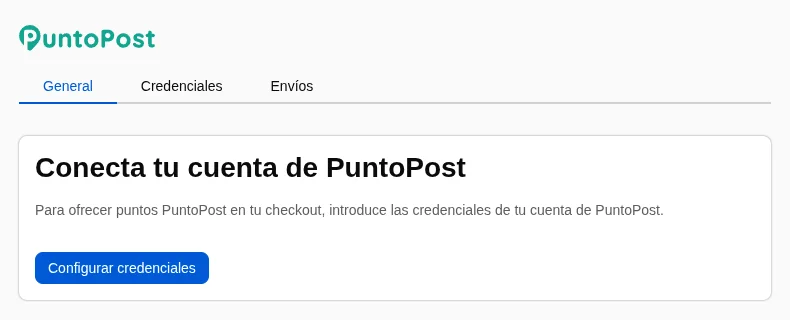 PuntoPost
General Credenciales Envíos
Conecta tu cuenta de PuntoPost
Para ofrecer puntos PuntoPost en tu checkout, introduce las credenciales de tu cuenta de PuntoPost.
Configurar credenciales